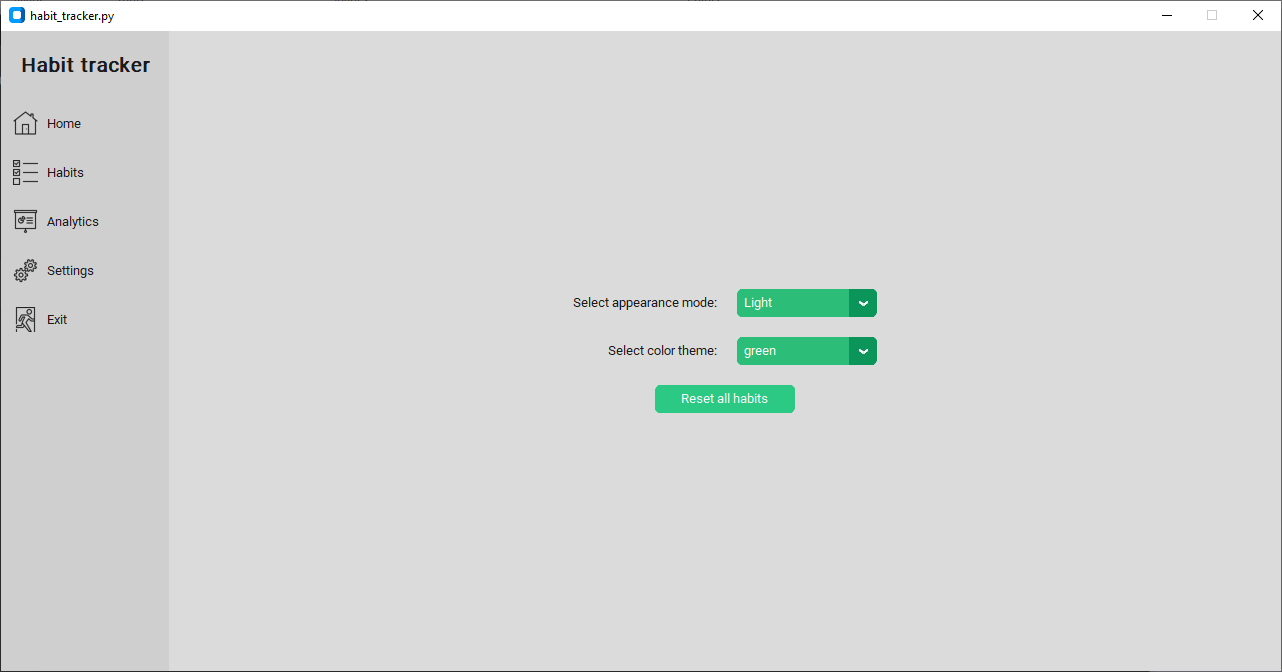 habit_tracker.py
Habit tracker
Home
Habits
Analytics
Settings
Exit
Select appearance mode: Light
Select color theme: green
Reset all habits